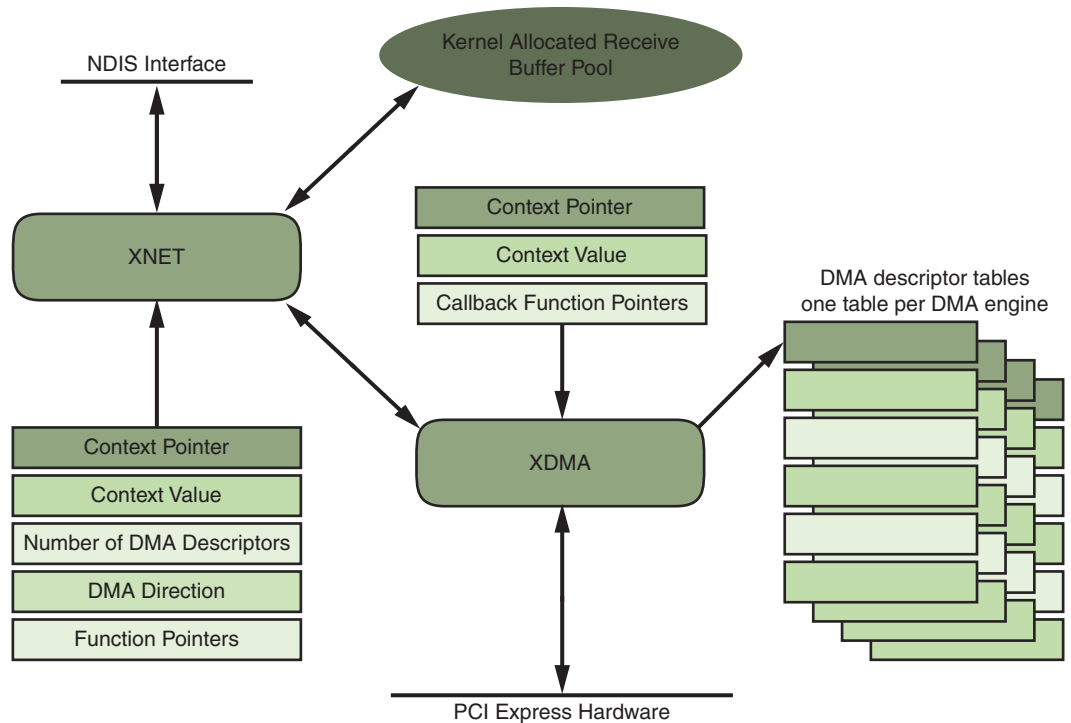 Kernel Allocated Receive
Buffer Pool
NDIS Interface
XNET
Context Pointer
Context Value
Callback Function Pointers
DMA descriptor tables
one table per DMA engine
Context Pointer
Context Value
Number of DMA Descriptors
DMA Direction
Function Pointers
XDMA
PCI Express Hardware